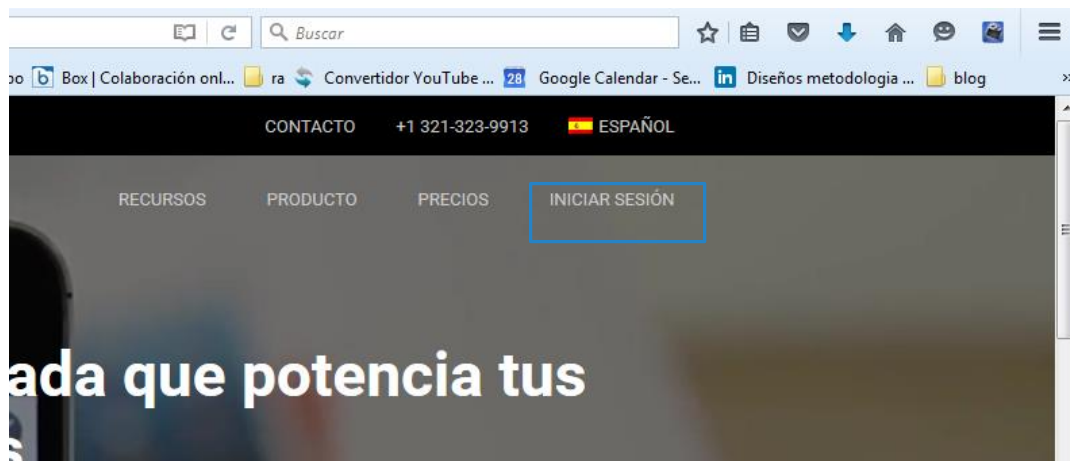 Buscar
bo Box | Colaboración onl... ra Convertidor YouTube ... 28 Google Calendar - Se... in Diseños metodologia ... blog »
CONTACTO +1 321-323-9913 ESPAÑOL
RECURSOS PRODUCTO PRECIOS INICIAR SESIÓN
ada que potencia tus
s